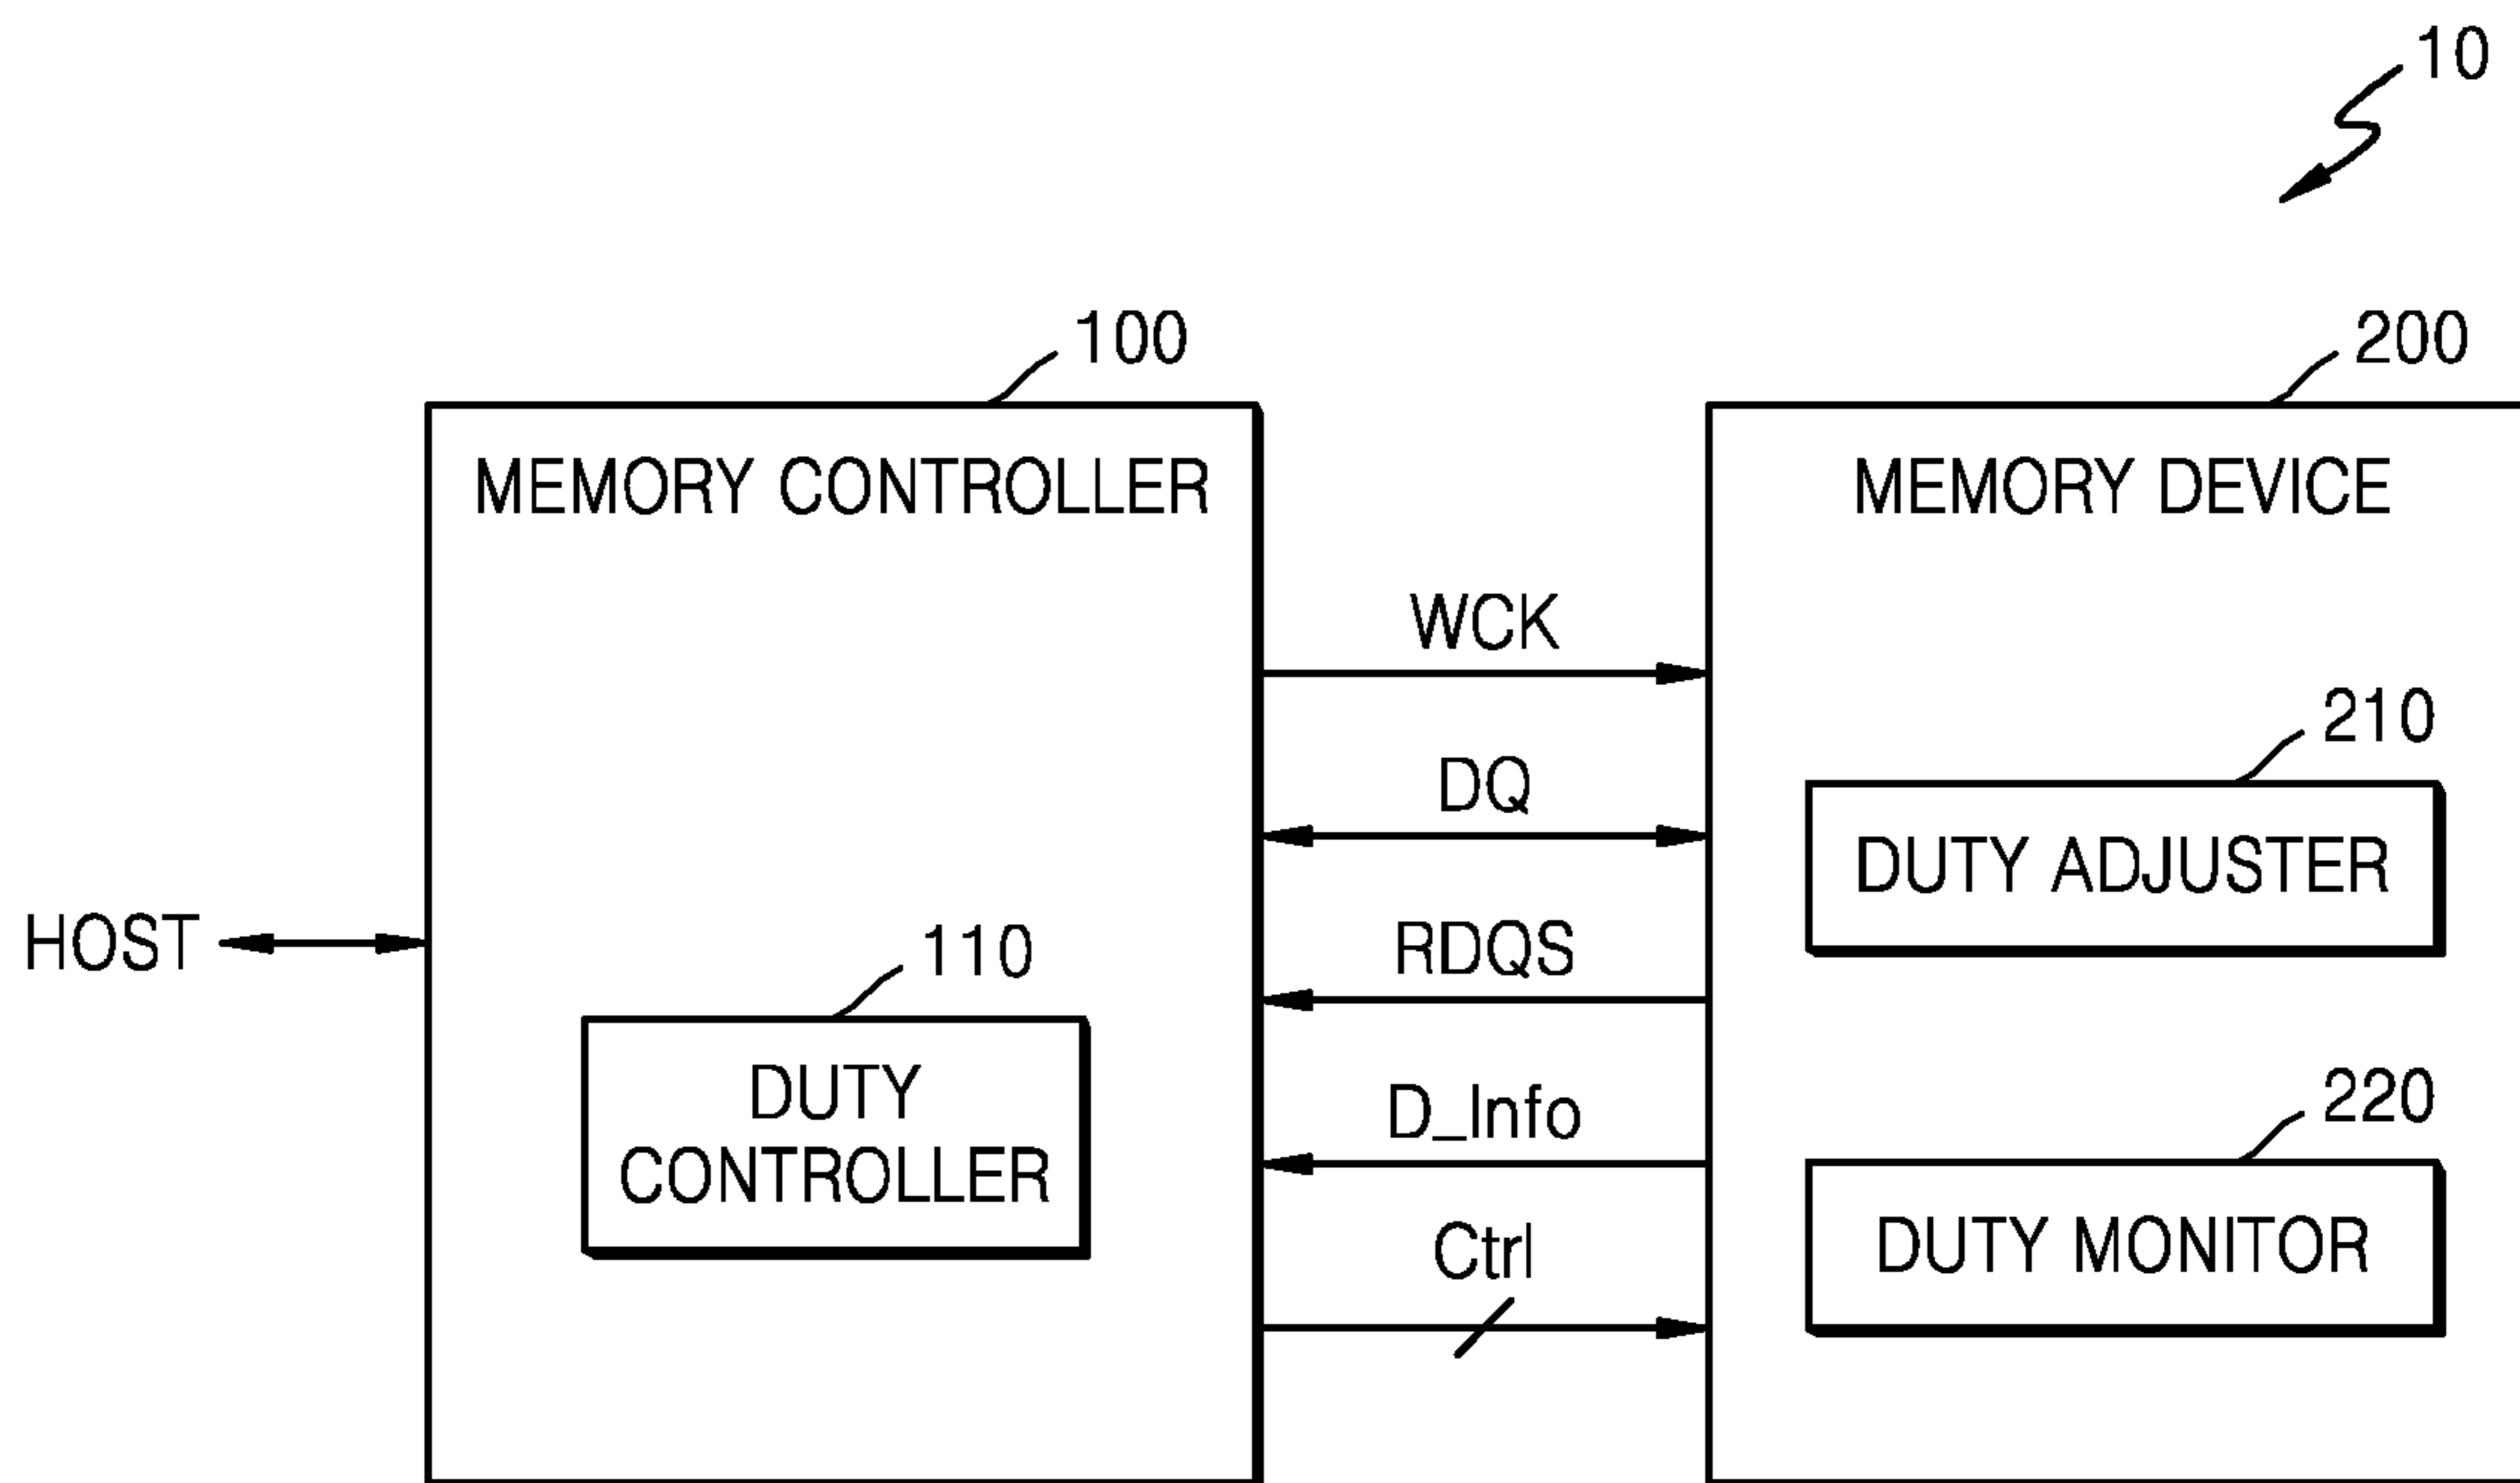 10
100
200
MEMORY CONTROLLER
MEMORY DEVICE
WCK
210
DQ
DUTY ADJUSTER
HOST
110
RDQS
DUTY
CONTROLLER
D_Info
220
Ctrl
DUTY MONITOR